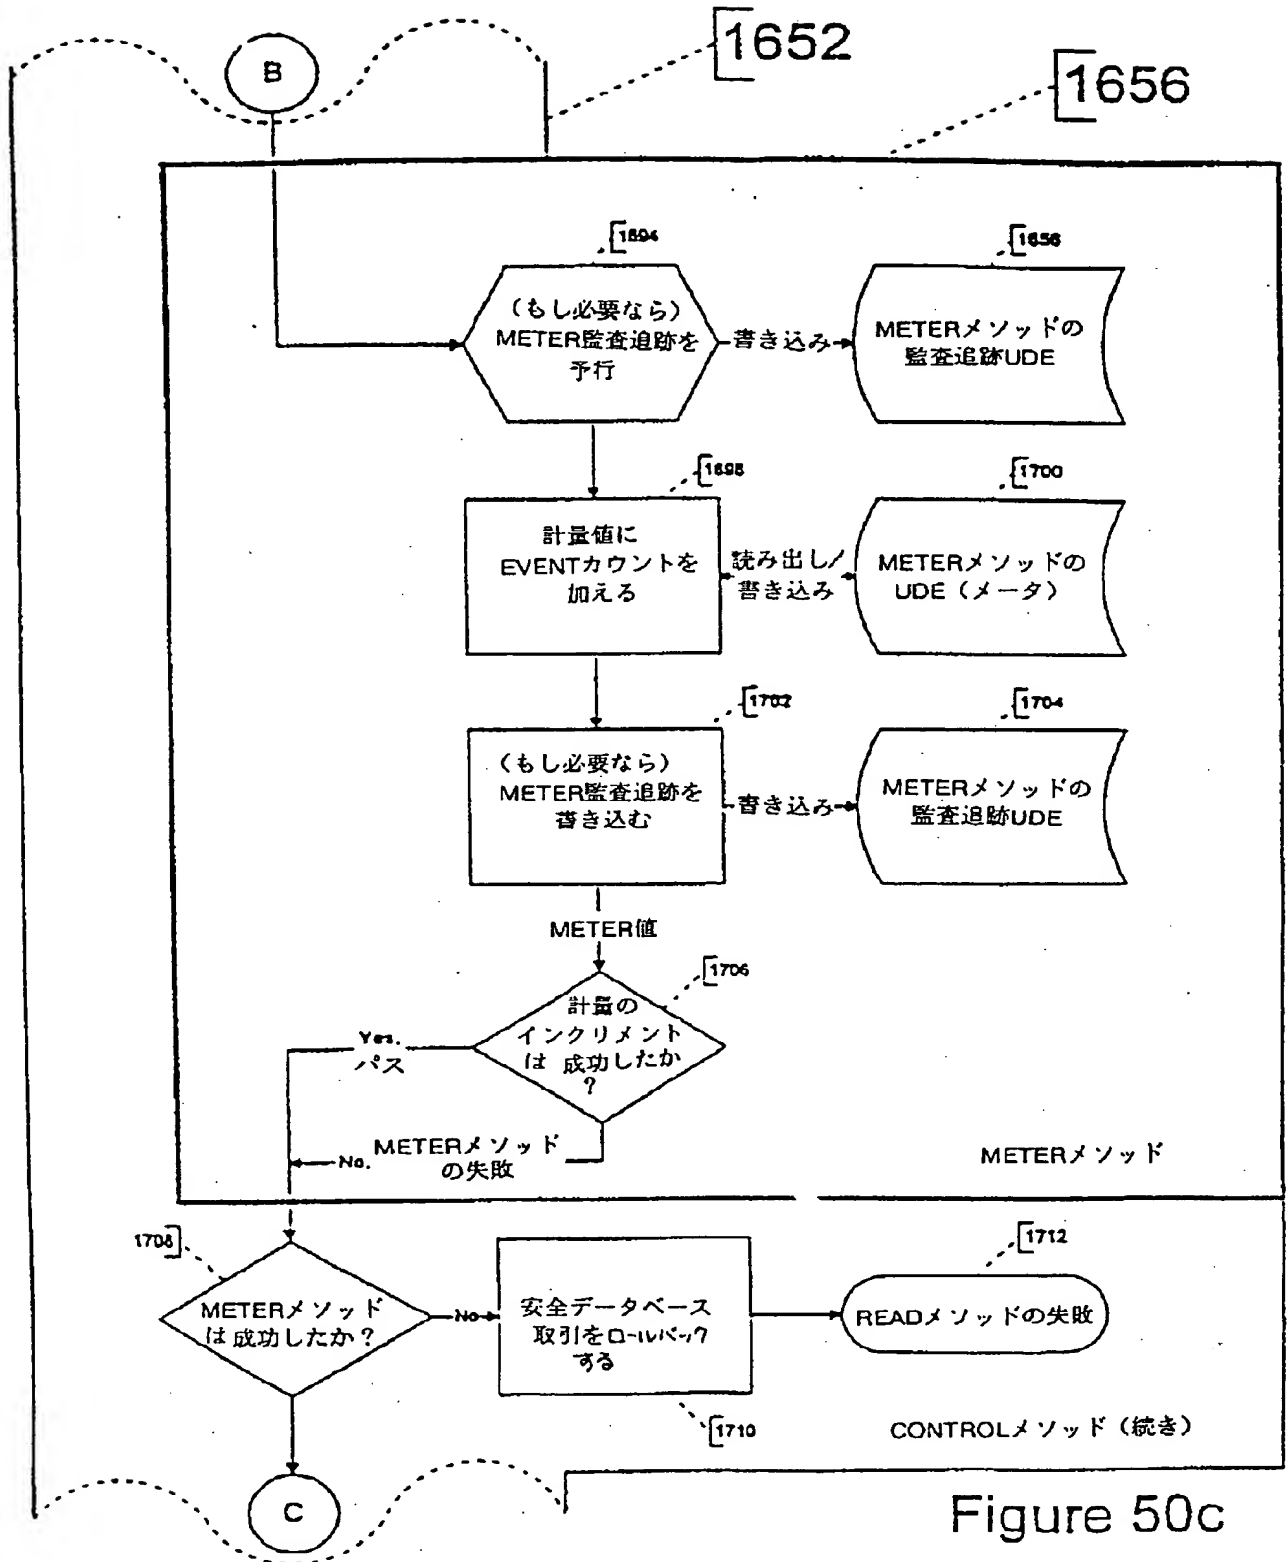 1652
B
1656
1694
1656
(もし必要なら)
METER監査追跡を
予行
書き込み
METERメソッドの
監査追跡UDE
1698
1700
計量値に
EVENTカウントを
加える
読み出し/
書き込み
METERメソッドの
UDE(メータ)
1702
1704
(もし必要なら)
METER監査追跡を
書き込む
書き込み
METERメソッドの
監査追跡UDE
METER値
1706
計量の
インクリメント
は 成功したか
?
Yes.
パス
No.
METERメソッド
の失敗
METERメソッド
1708
1712
METERメソッド
は 成功したか?
No
安全データベース
取引をロールバック
する
READメソッドの失敗
1710
CONTROLメソッド(続き)
C
Figure 50c